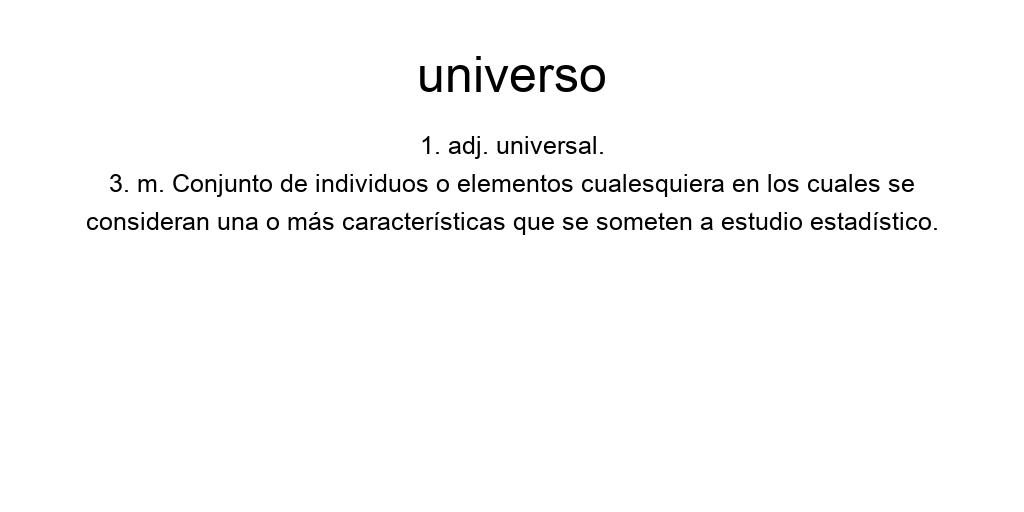 universo
1. adj. universal.
3. m. Conjunto de individuos o elementos cualesquiera en los cuales se
consideran una o más características que se someten a estudio estadístico.